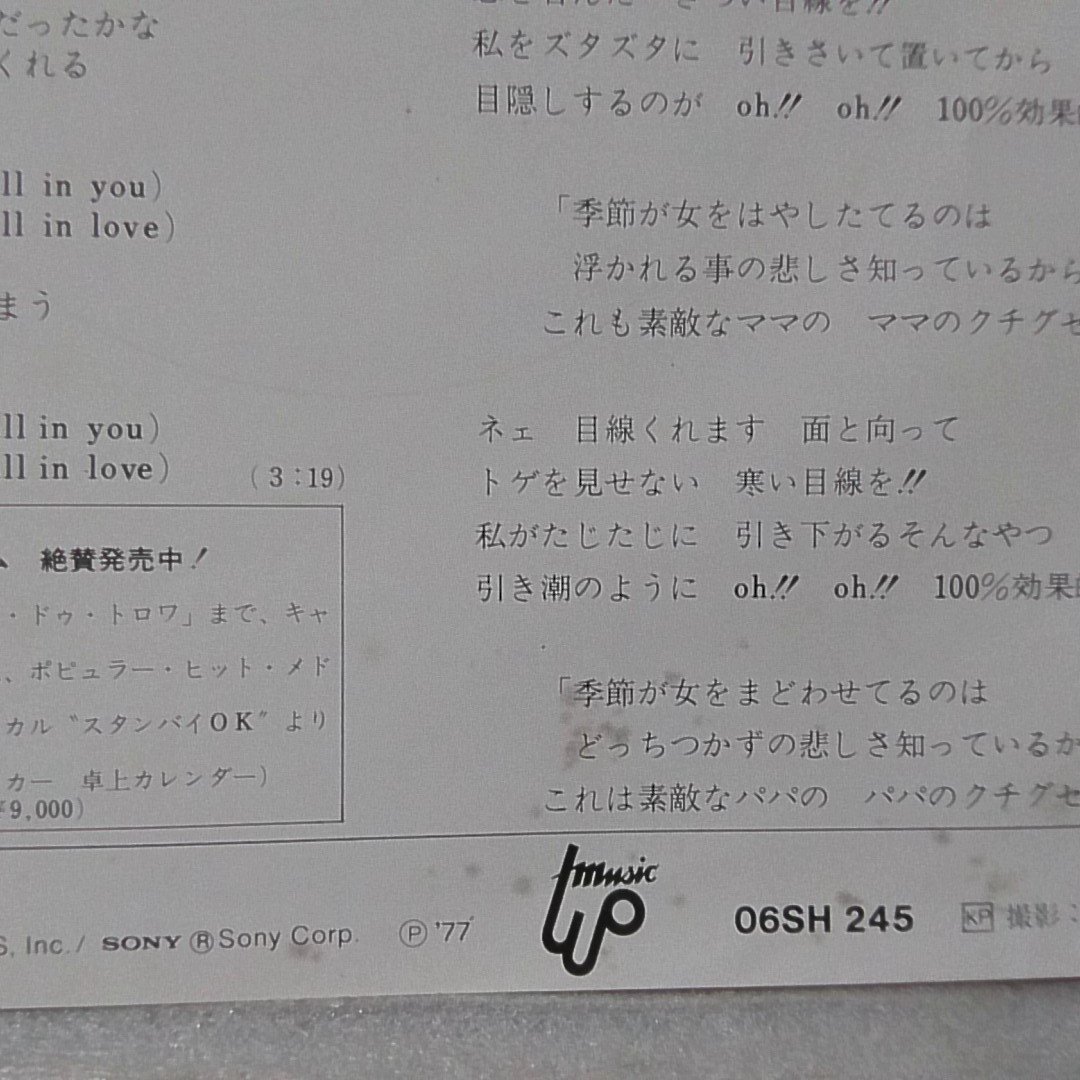 だったかな
くれる
ll in you)
ll in love)
まう
ll in you)
ll in love)
(3:19)
絶賛発売中!
・ドゥ・トロワ」まで、キャ
、ポピュラー・ヒット・メド
カル〝スタンバイOK〟より
カー 卓上カレンダー)
¥9,000)
目線を!!
私をズタズタに 引きさいて置いてから
目隠しするのが oh!! oh!! 100%効果
「季節が女をはやしたてるのは
浮かれる事の悲しさ知っているから
これも素敵なママの ママのクチグセ
ネェ 目線くれます 面と向って
トゲを見せない 寒い目線を!!
私がたじたじに 引き下がるそんなやつ
引き潮のように oh!! oh!! 100%効果
「季節が女をまどわせてるのは
どっちつかずの悲しさ知っているか
これは素敵なパパの パパのクチグセ
S, Inc./ SONY ® Sony Corp. Ⓟ '77
music up
06SH 245
撮影: